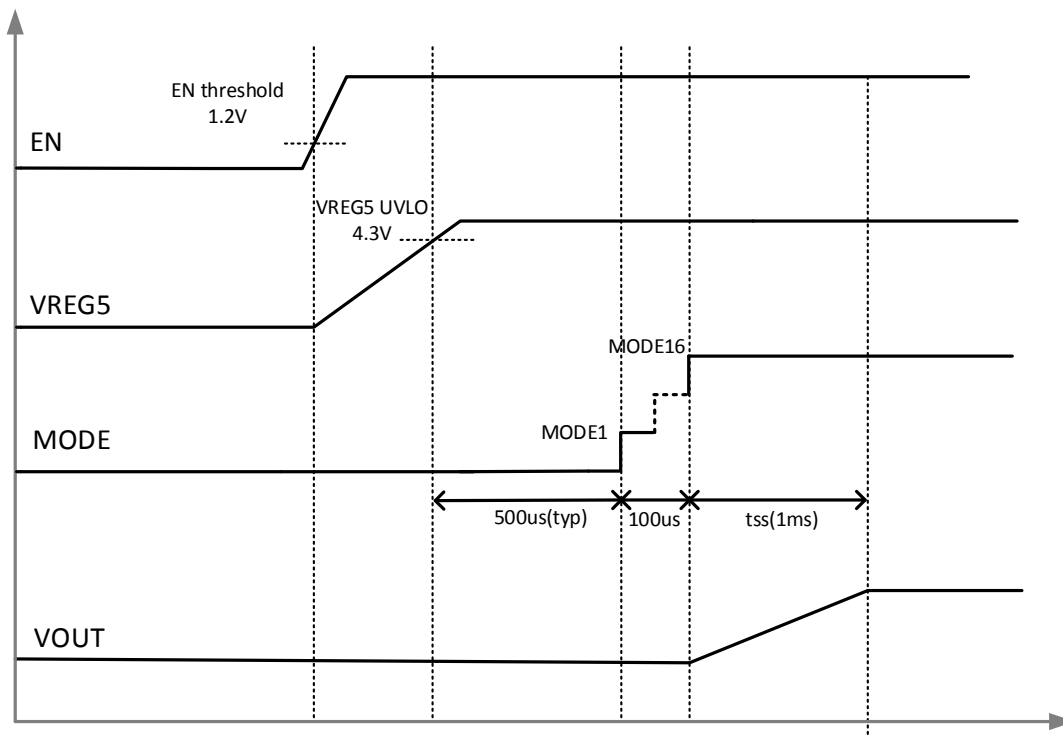 EN threshold
1.2V
EN
VREG5 UVLO
4.3V
VREG5
MODE16
MODE1
MODE
500us(typ)
100us
tss(1ms)
VOUT